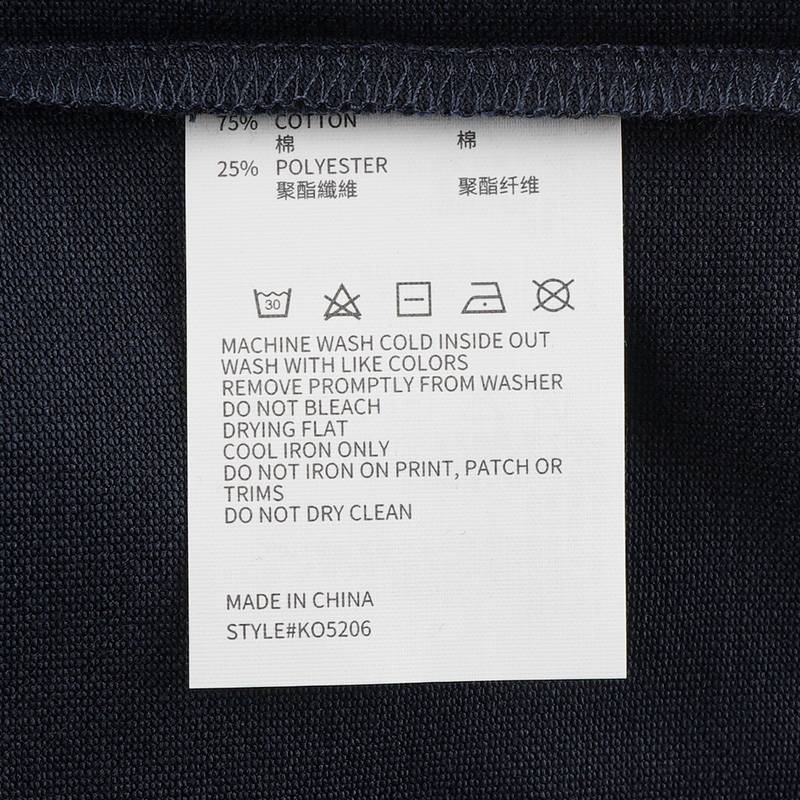 75% COTTON
棉 棉
25% POLYESTER
聚酯纖維 聚酯纤维
30
MACHINE WASH COLD INSIDE OUT
WASH WITH LIKE COLORS
REMOVE PROMPTLY FROM WASHER
DO NOT BLEACH
DRYING FLAT
COOL IRON ONLY
DO NOT IRON ON PRINT, PATCH OR
TRIMS
DO NOT DRY CLEAN
MADE IN CHINA
STYLE#KO5206